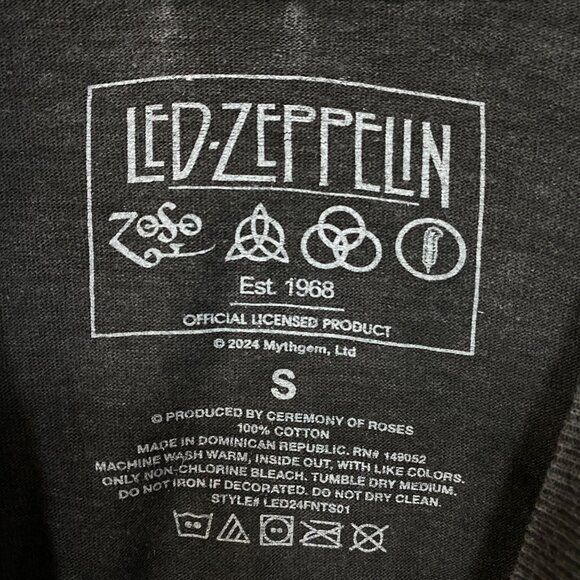 LED-ZEPPELIN
ZoSo
Est. 1968
OFFICIAL LICENSED PRODUCT
© 2024 Mythgem, Ltd
S
© PRODUCED BY CEREMONY OF ROSES
100% COTTON
MADE IN DOMINICAN REPUBLIC. RN# 149052
MACHINE WASH WARM, INSIDE OUT, WITH LIKE COLORS.
ONLY NON-CHLORINE BLEACH. TUMBLE DRY MEDIUM.
DO NOT IRON IF DECORATED. DO NOT DRY CLEAN.
STYLE# LED24FNTS01